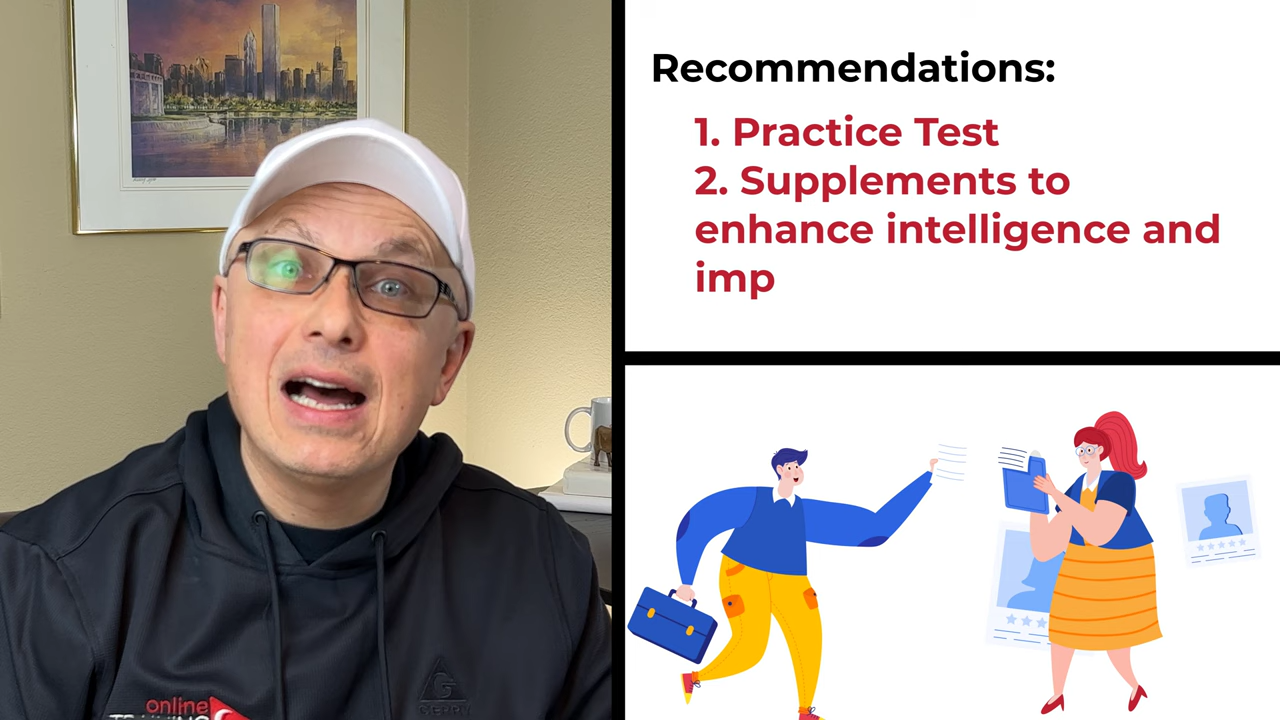 Recommendations:
1. Practice Test
2. Supplements to
enhance intelligence and
imp
online